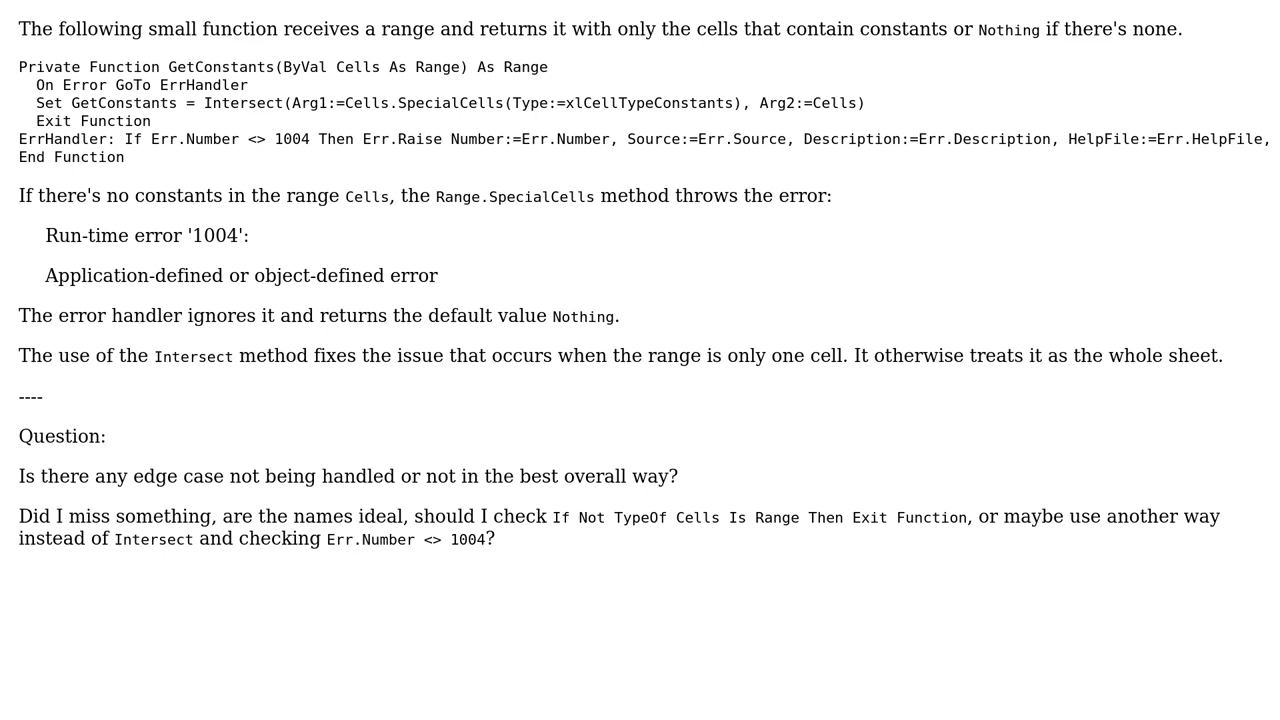 The following small function receives a range and returns it with only the cells that contain constants or Nothing if there's none.
Private Function GetConstants(ByVal Cells As Range) As Range
  On Error GoTo ErrHandler
  Set GetConstants = Intersect(Arg1:=Cells.SpecialCells(Type:=xlCellTypeConstants), Arg2:=Cells)
  Exit Function
ErrHandler: If Err.Number <> 1004 Then Err.Raise Number:=Err.Number, Source:=Err.Source, Description:=Err.Description, HelpFile:=Err.HelpFile,
End Function
If there's no constants in the range Cells, the Range.SpecialCells method throws the error:
Run-time error '1004':
Application-defined or object-defined error
The error handler ignores it and returns the default value Nothing.
The use of the Intersect method fixes the issue that occurs when the range is only one cell. It otherwise treats it as the whole sheet.
----
Question:
Is there any edge case not being handled or not in the best overall way?
Did I miss something, are the names ideal, should I check If Not TypeOf Cells Is Range Then Exit Function, or maybe use another way
instead of Intersect and checking Err.Number <> 1004?